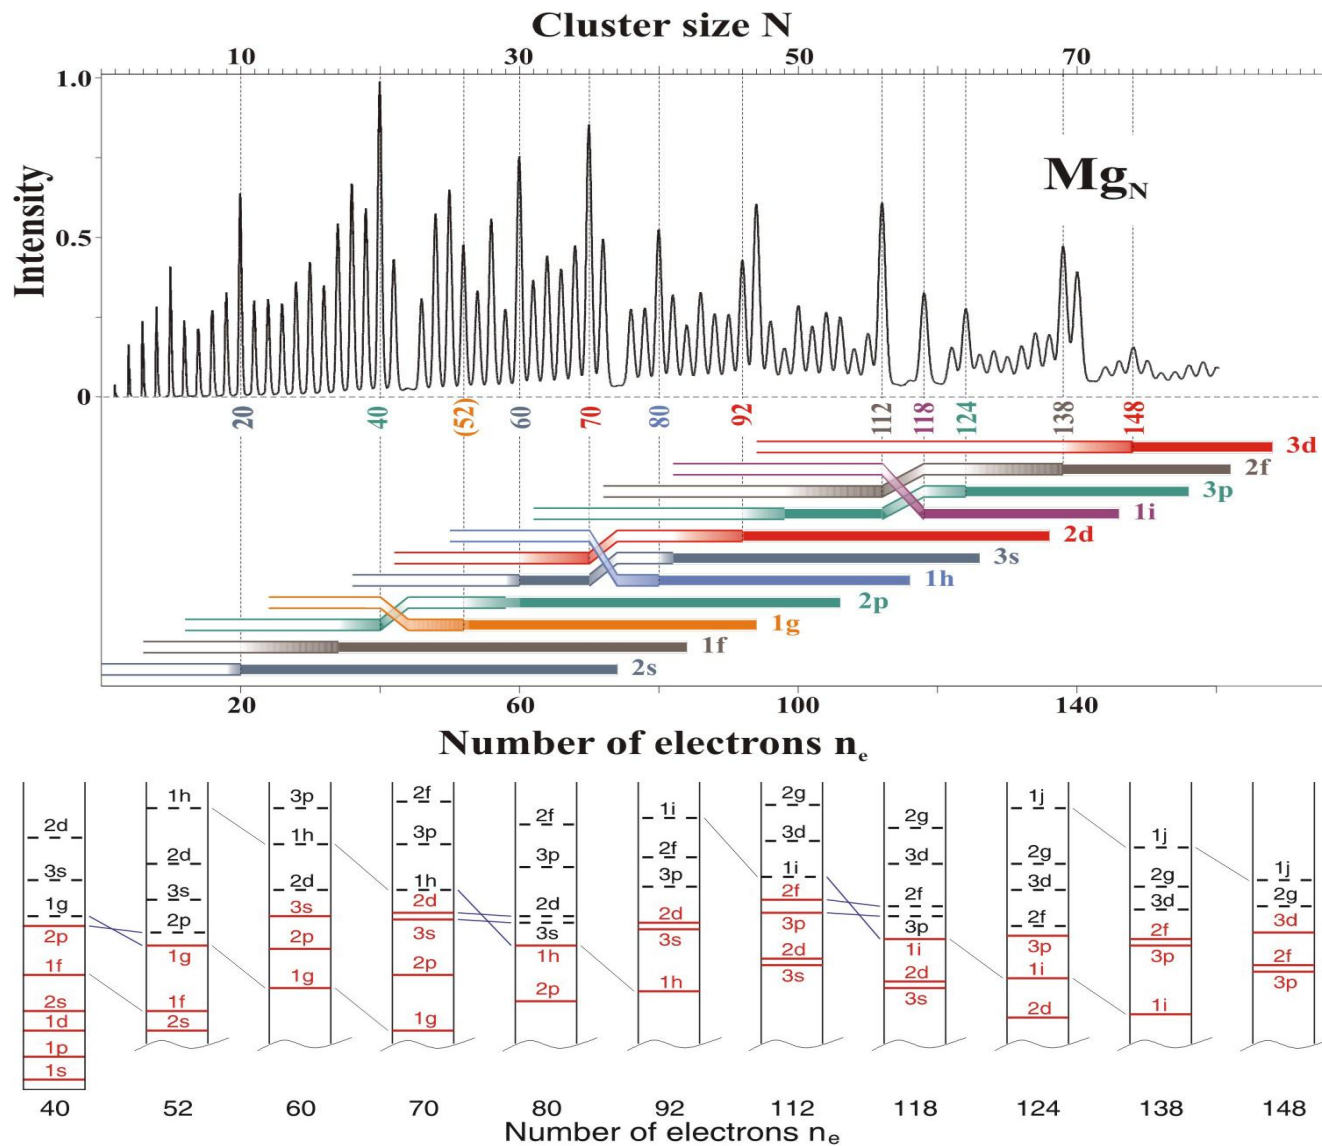 Cluster size N
10 30 50 70
1.0
0.5
0
Intensity
Mg_N
20 40 (52) 60 70 80 92 112 118 124 138 148
3d
2f
3p
1i
2d
3s
1h
2p
1g
1f
2s
20 60 100 140
Number of electrons n_e
2d 3s 1g 2p 1f 2s 1d 1p 1s
1h 2d 3s 2p 1g 1f 2s
3p 1h 2d 3s 2p 1g
2f 3p 1h 2d 3s 2p 1g
2f 3p 2d 3s 1h 2p
1i 2f 3p 2d 3s 1h
2g 3d 1i 2f 3p 2d 3s
2g 3d 2f 3p 1i 2d 3s
1j 2g 3d 2f 3p 1i 2d
1j 2g 3d 2f 3p 1i
1j 2g 3d 2f 3p
40 52 60 70 80 92 112 118 124 138 148
Number of electrons n_e